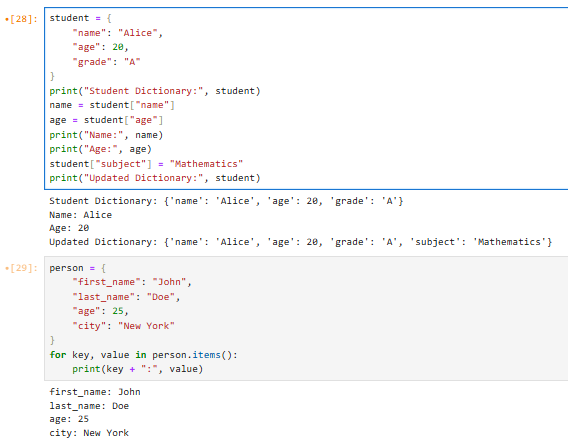 [28]:
student = {
    "name": "Alice",
    "age": 20,
    "grade": "A"
}
print("Student Dictionary:", student)
name = student["name"]
age = student["age"]
print("Name:", name)
print("Age:", age)
student["subject"] = "Mathematics"
print("Updated Dictionary:", student)
Student Dictionary: {'name': 'Alice', 'age': 20, 'grade': 'A'}
Name: Alice
Age: 20
Updated Dictionary: {'name': 'Alice', 'age': 20, 'grade': 'A', 'subject': 'Mathematics'}
[29]:
person = {
    "first_name": "John",
    "last_name": "Doe",
    "age": 25,
    "city": "New York"
}
for key, value in person.items():
    print(key + ":", value)
first_name: John
last_name: Doe
age: 25
city: New York